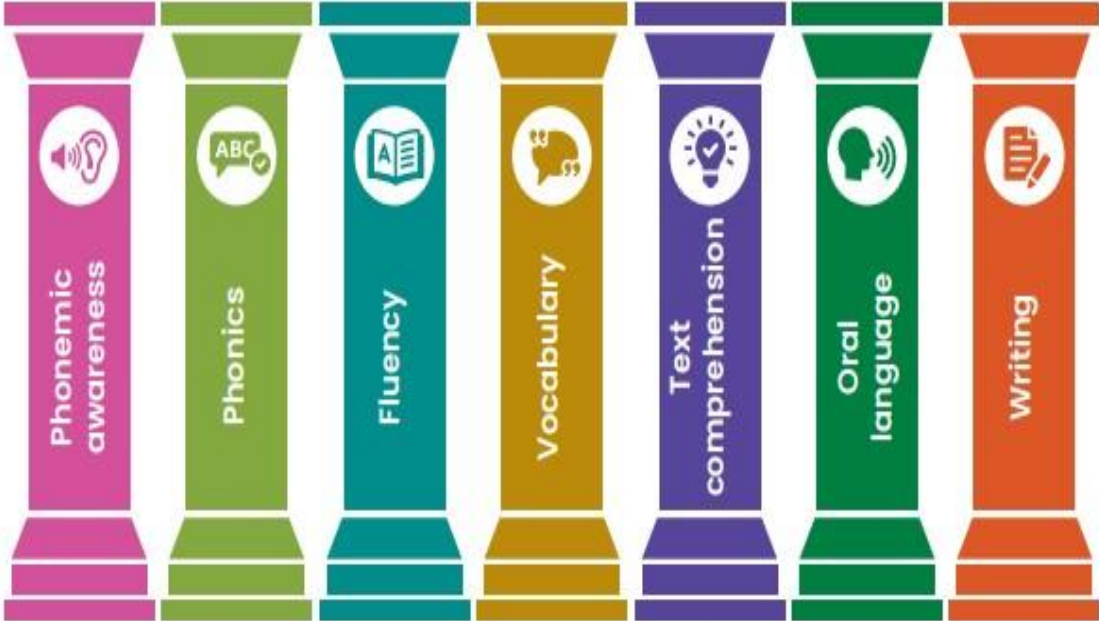 Phonemic
awareness
ABC
Phonics
A
Fluency
Vocabulary
Text
comprehension
Oral
language
Writing